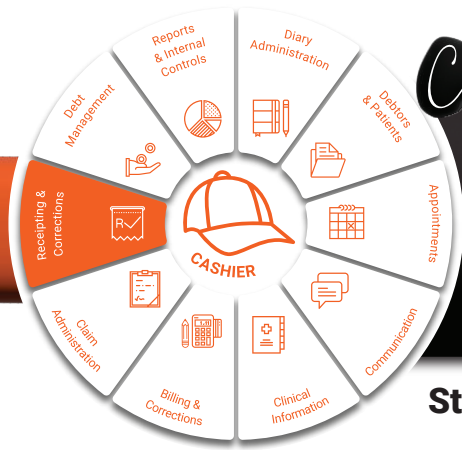 Reports
& Internal
Controls
Diary
Administration
Debtors
& Patients
Appointments
Communication
Clinical
Information
Billing &
Corrections
Claim
Administration
Receipting &
Corrections
Debt
Management
R
CASHIER
C
St